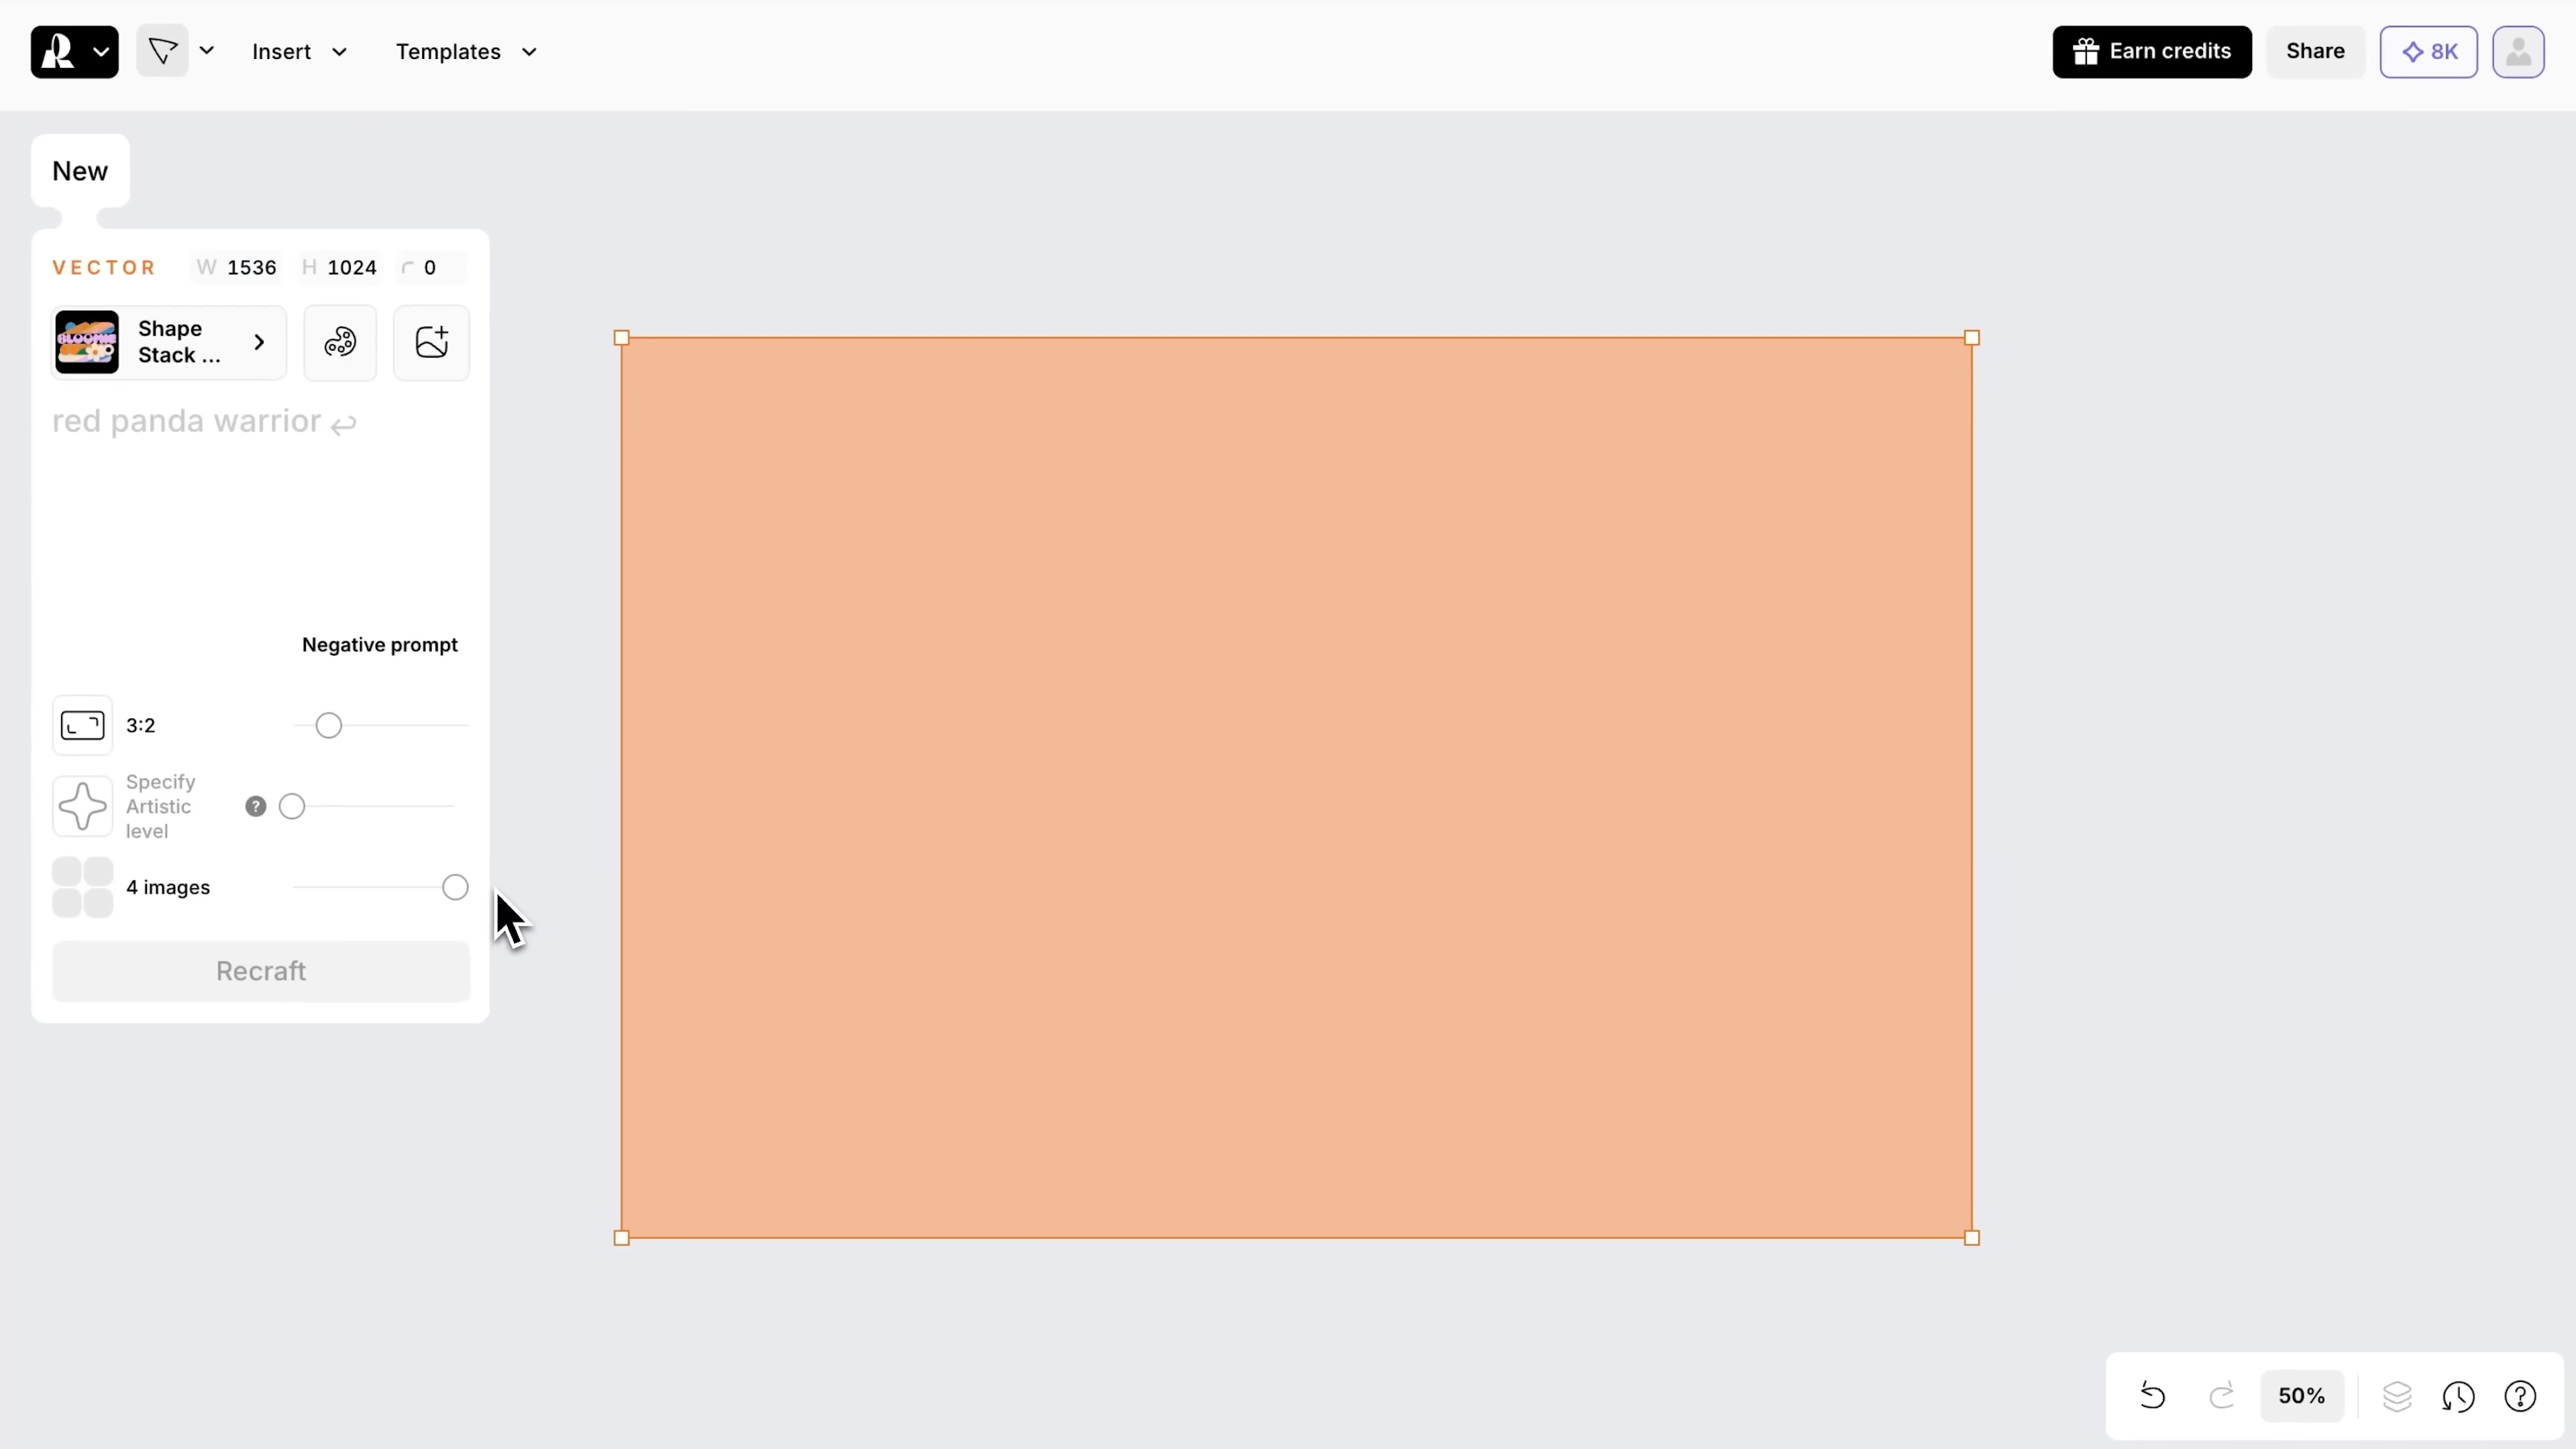 Insert
Templates
Earn credits
Share
8K
New
VECTOR W 1536 H 1024 0
BLOOMIE
Shape
Stack ...
red panda warrior
Negative prompt
3:2
Specify
Artistic
level
?
4 images
Recraft
50%
?